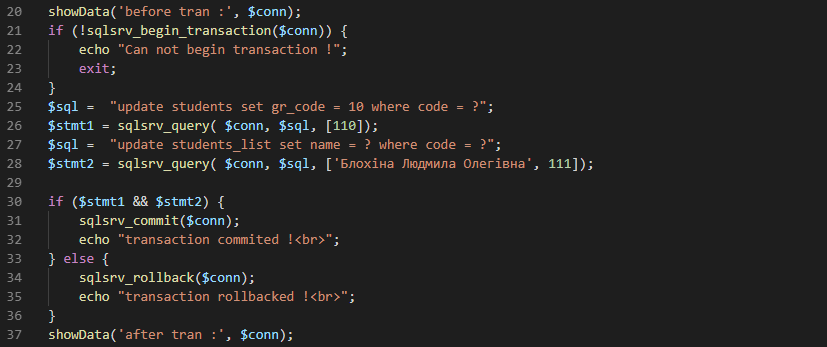 20 showData('before tran :', $conn);
21 if (!sqlsrv_begin_transaction($conn)) {
22     echo "Can not begin transaction !";
23     exit;
24 }
25 $sql =  "update students set gr_code = 10 where code = ?";
26 $stmt1 = sqlsrv_query( $conn, $sql, [110]);
27 $sql =  "update students_list set name = ? where code = ?";
28 $stmt2 = sqlsrv_query( $conn, $sql, ['Блохіна Людмила Олегівна', 111]);
29
30 if ($stmt1 && $stmt2) {
31     sqlsrv_commit($conn);
32     echo "transaction commited !<br>";
33 } else {
34     sqlsrv_rollback($conn);
35     echo "transaction rollbacked !<br>";
36 }
37 showData('after tran :', $conn);